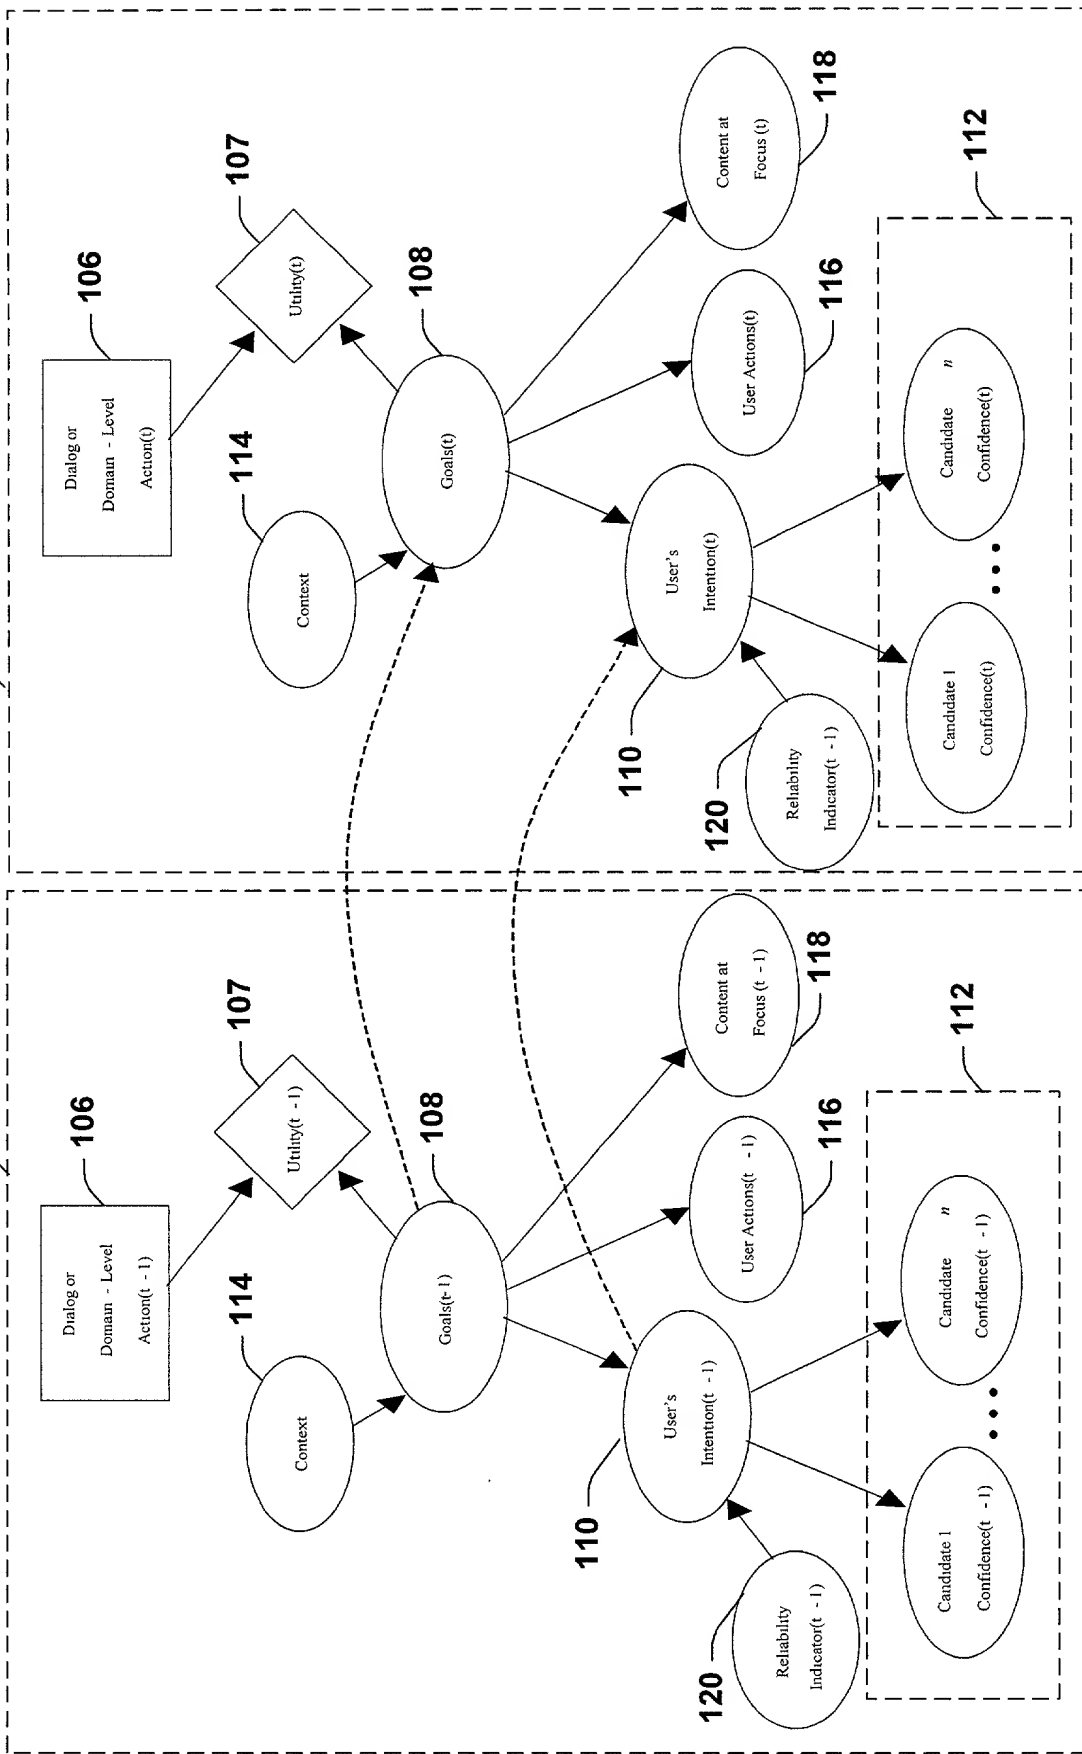 106
Dialog or
Domain - Level
Action(t - 1)
107
Utility(t - 1)
114
Context
108
Goals(t-1)
110
User's
Intention(t - 1)
116
User Actions(t - 1)
118
Content at
Focus (t - 1)
120
Reliability
Indicator(t - 1)
112
Candidate 1
Confidence(t - 1)
Candidate n
Confidence(t - 1)
106
Dialog or
Domain - Level
Action(t)
107
Utility(t)
114
Context
108
Goals(t)
110
User's
Intention(t)
116
User Actions(t)
118
Content at
Focus (t)
120
Reliability
Indicator(t - 1)
112
Candidate 1
Confidence(t)
Candidate n
Confidence(t)